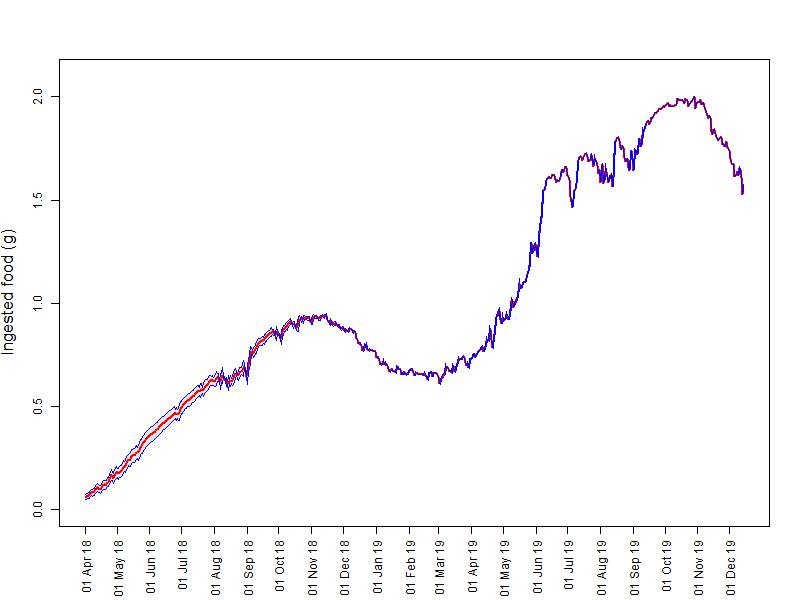 Ingested food (g)
2.0
1.5
1.0
0.5
0.0
01 Apr 18
01 May 18
01 Jun 18
01 Jul 18
01 Aug 18
01 Sep 18
01 Oct 18
01 Nov 18
01 Dec 18
01 Jan 19
01 Feb 19
01 Mar 19
01 Apr 19
01 May 19
01 Jun 19
01 Jul 19
01 Aug 19
01 Sep 19
01 Oct 19
01 Nov 19
01 Dec 19